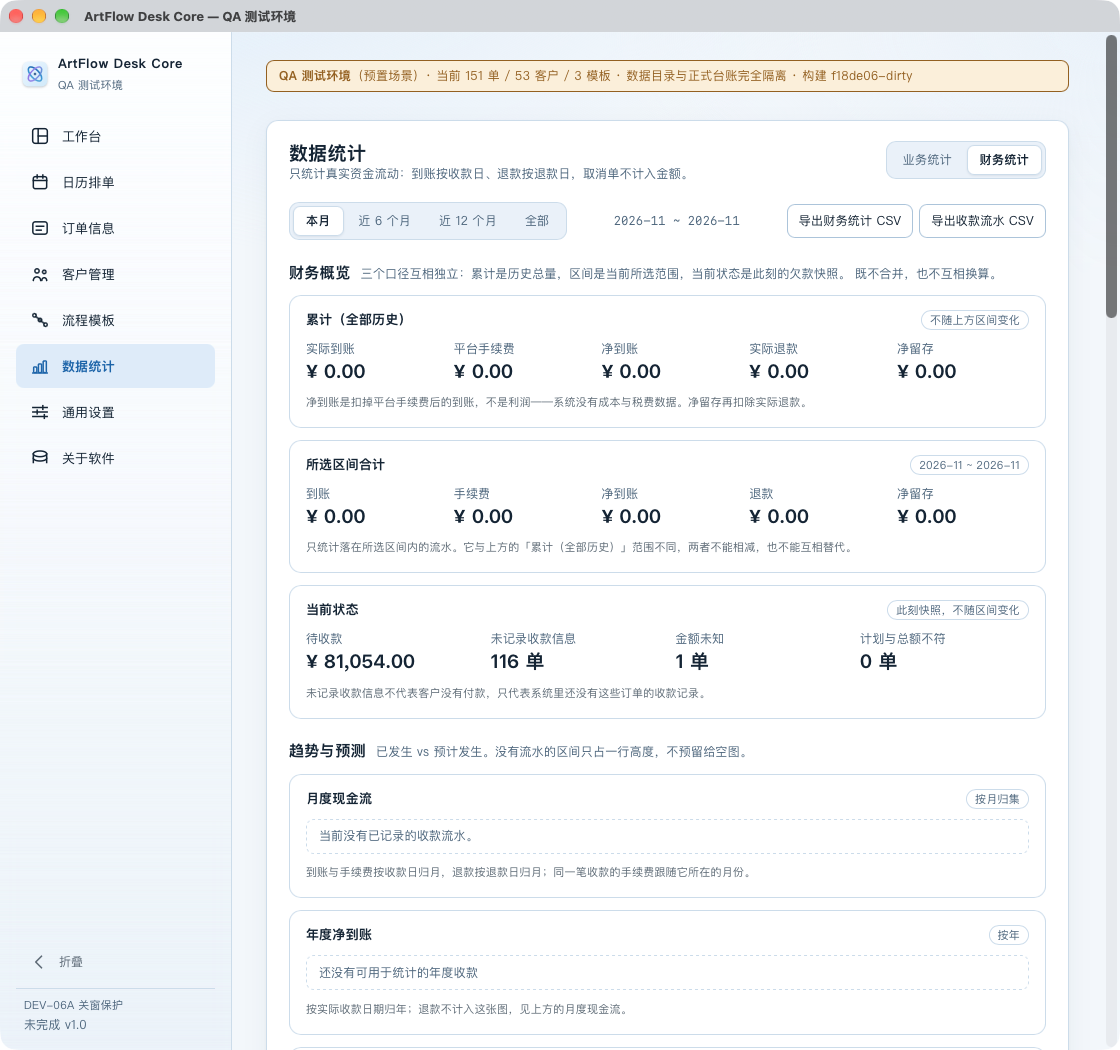 ArtFlow Desk Core — QA 测试环境
ArtFlow Desk Core
QA 测试环境
工作台
日历排单
订单信息
客户管理
流程模板
数据统计
通用设置
关于软件
折叠
DEV-06A 关窗保护
未完成 v1.0
QA 测试环境（预置场景）· 当前 151 单 / 53 客户 / 3 模板 · 数据目录与正式台账完全隔离 · 构建 f18de06-dirty
数据统计
只统计真实资金流动：到账按收款日、退款按退款日，取消单不计入金额。
业务统计 财务统计
本月 近 6 个月 近 12 个月 全部 2026-11 ~ 2026-11 导出财务统计 CSV 导出收款流水 CSV
财务概览 三个口径互相独立：累计是历史总量，区间是当前所选范围，当前状态是此刻的欠款快照。 既不合并，也不互相换算。
累计（全部历史） 不随上方区间变化
实际到账 平台手续费 净到账 实际退款 净留存
¥ 0.00 ¥ 0.00 ¥ 0.00 ¥ 0.00 ¥ 0.00
净到账是扣掉平台手续费后的到账，不是利润——系统没有成本与税费数据。净留存再扣除实际退款。
所选区间合计 2026-11 ~ 2026-11
到账 手续费 净到账 退款 净留存
¥ 0.00 ¥ 0.00 ¥ 0.00 ¥ 0.00 ¥ 0.00
只统计落在所选区间内的流水。它与上方的「累计（全部历史）」范围不同，两者不能相减，也不能互相替代。
当前状态 此刻快照，不随区间变化
待收款 未记录收款信息 金额未知 计划与总额不符
¥ 81,054.00 116 单 1 单 0 单
未记录收款信息不代表客户没有付款，只代表系统里还没有这些订单的收款记录。
趋势与预测 已发生 vs 预计发生。没有流水的区间只占一行高度，不预留给空图。
月度现金流 按月归集
当前没有已记录的收款流水。
到账与手续费按收款日归月，退款按退款日归月；同一笔收款的手续费跟随它所在的月份。
年度净到账 按年
还没有可用于统计的年度收款
按实际收款日期归年；退款不计入这张图，见上方的月度现金流。